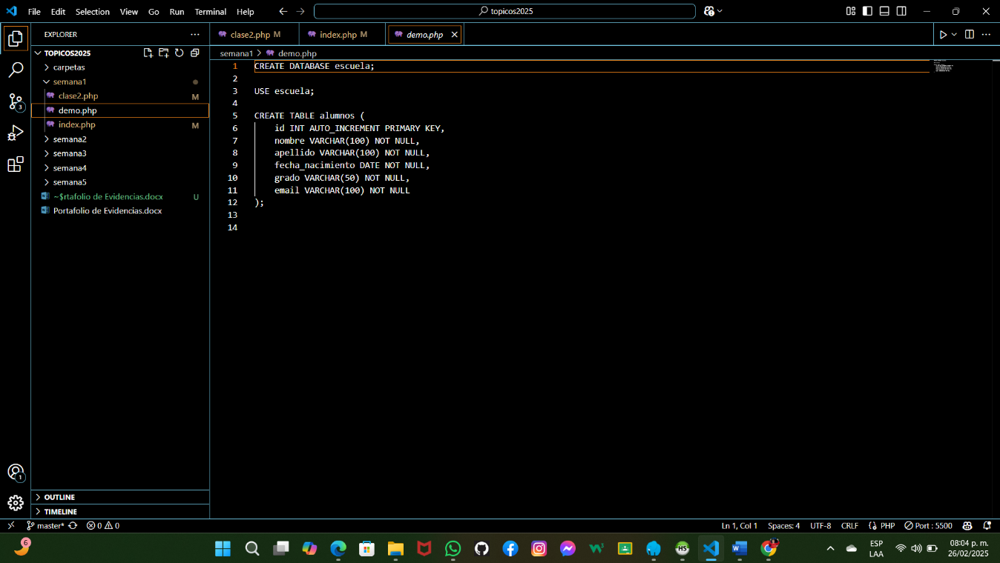 File Edit Selection View Go Run Terminal Help
topicos2025
EXPLORER
clase2.php M
index.php M
demo.php
TOPICOS2025
semana1 > demo.php
carpetas
semana1
clase2.php M
demo.php
index.php M
semana2
semana3
semana4
semana5
~$rtafolio de Evidencias.docx U
Portafolio de Evidencias.docx
OUTLINE
TIMELINE
1 CREATE DATABASE escuela;
2
3 USE escuela;
4
5 CREATE TABLE alumnos (
6 id INT AUTO_INCREMENT PRIMARY KEY,
7 nombre VARCHAR(100) NOT NULL,
8 apellido VARCHAR(100) NOT NULL,
9 fecha_nacimiento DATE NOT NULL,
10 grado VARCHAR(50) NOT NULL,
11 email VARCHAR(100) NOT NULL
12 );
13
14
3
1
master* 0 0
Ln 1, Col 1 Spaces: 4 UTF-8 CRLF PHP Port : 5500
6
HS
W
ESP
LAA
08:04 p. m.
26/02/2025